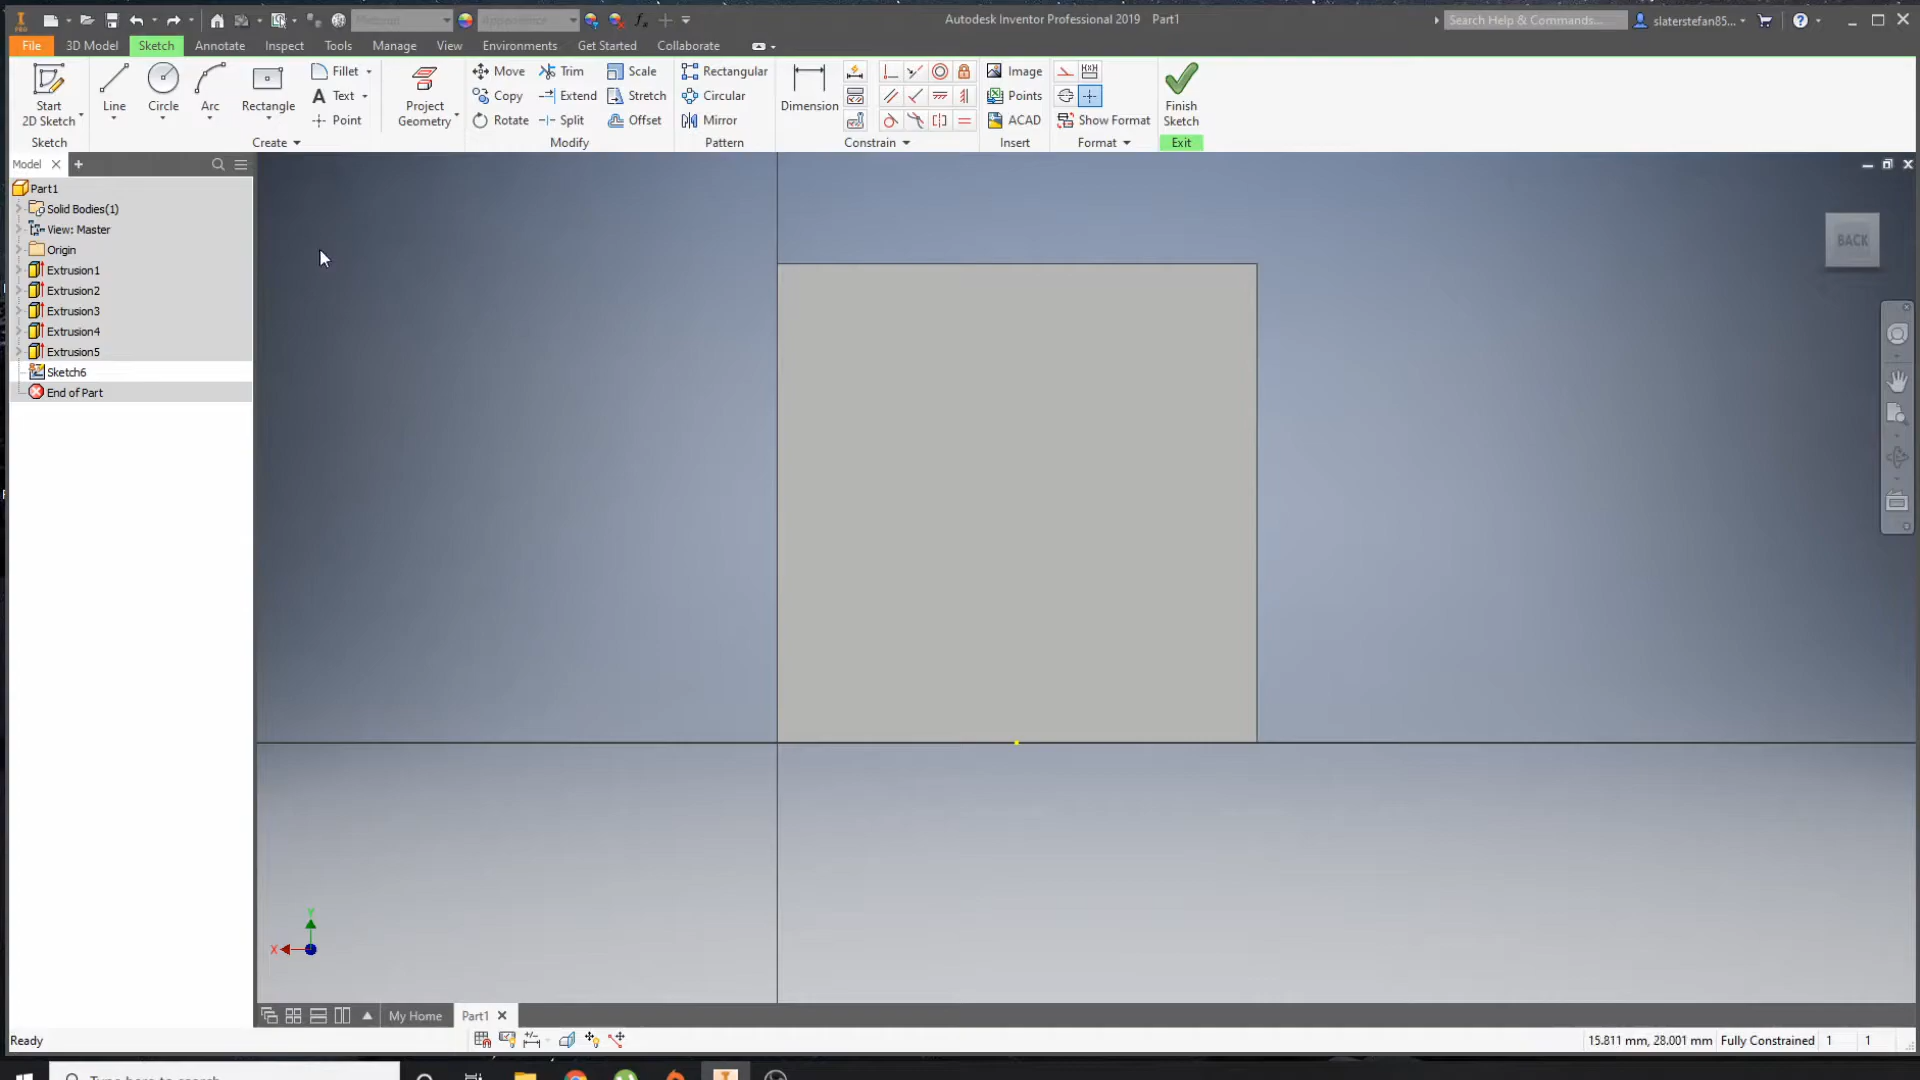 Material
Appearance
Autodesk Inventor Professional 2019 Part1
Search Help & Commands...
slaterstefan85...
PRO
File 3D Model Sketch Annotate Inspect Tools Manage View Environments Get Started Collaborate
Start
2D Sketch
Line
Circle
Arc
Rectangle
Fillet
Text
Point
Project
Geometry
Move
Copy
Rotate
Trim
Extend
Split
Scale
Stretch
Offset
Rectangular
Circular
Mirror
Dimension
Image
Points
ACAD
Show Format
Finish
Sketch
Sketch Create Modify Pattern Constrain Insert Format Exit
Model
Part1
Solid Bodies(1)
View: Master
Origin
Extrusion1
Extrusion2
Extrusion3
Extrusion4
Extrusion5
Sketch6
End of Part
BACK
Y
X
My Home Part1
Ready
15.811 mm, 28.001 mm Fully Constrained 1 1
Type here to search